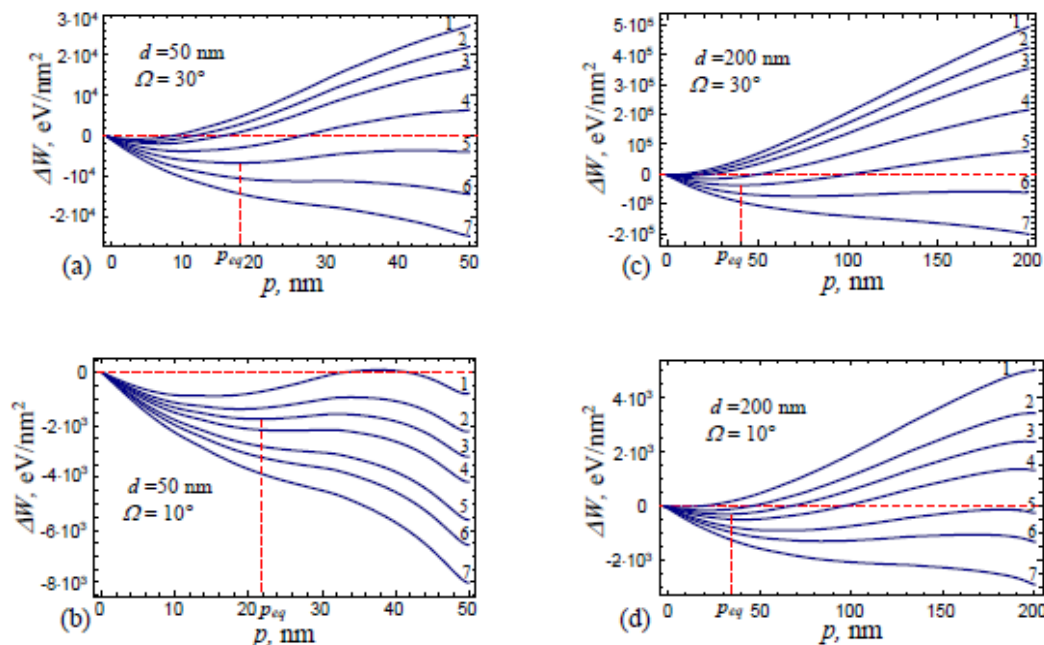 3·10⁴
2·10⁴
10⁴
0
-10⁴
-2·10⁴
ΔW, eV/nm²
d =50 nm
Ω = 30°
1
2
3
4
5
6
7
0 10 p_eq 20 30 40 50
(a)
p, nm
5·10⁵
4·10⁵
3·10⁵
2·10⁵
10⁵
0
-10⁵
-2·10⁵
ΔW, eV/nm²
d =200 nm
Ω = 30°
1
2
3
4
5
6
7
0 p_eq 50 100 150 200
(c)
p, nm
0
-2·10³
-4·10³
-6·10³
-8·10³
ΔW, eV/nm²
d =50 nm
Ω = 10°
1
2
3
4
5
6
7
0 10 20 p_eq 30 40 50
(b)
p, nm
4·10³
2·10³
0
-2·10³
ΔW, eV/nm²
d =200 nm
Ω = 10°
1
2
3
4
5
6
7
0 p_eq 50 100 150 200
(d)
p, nm